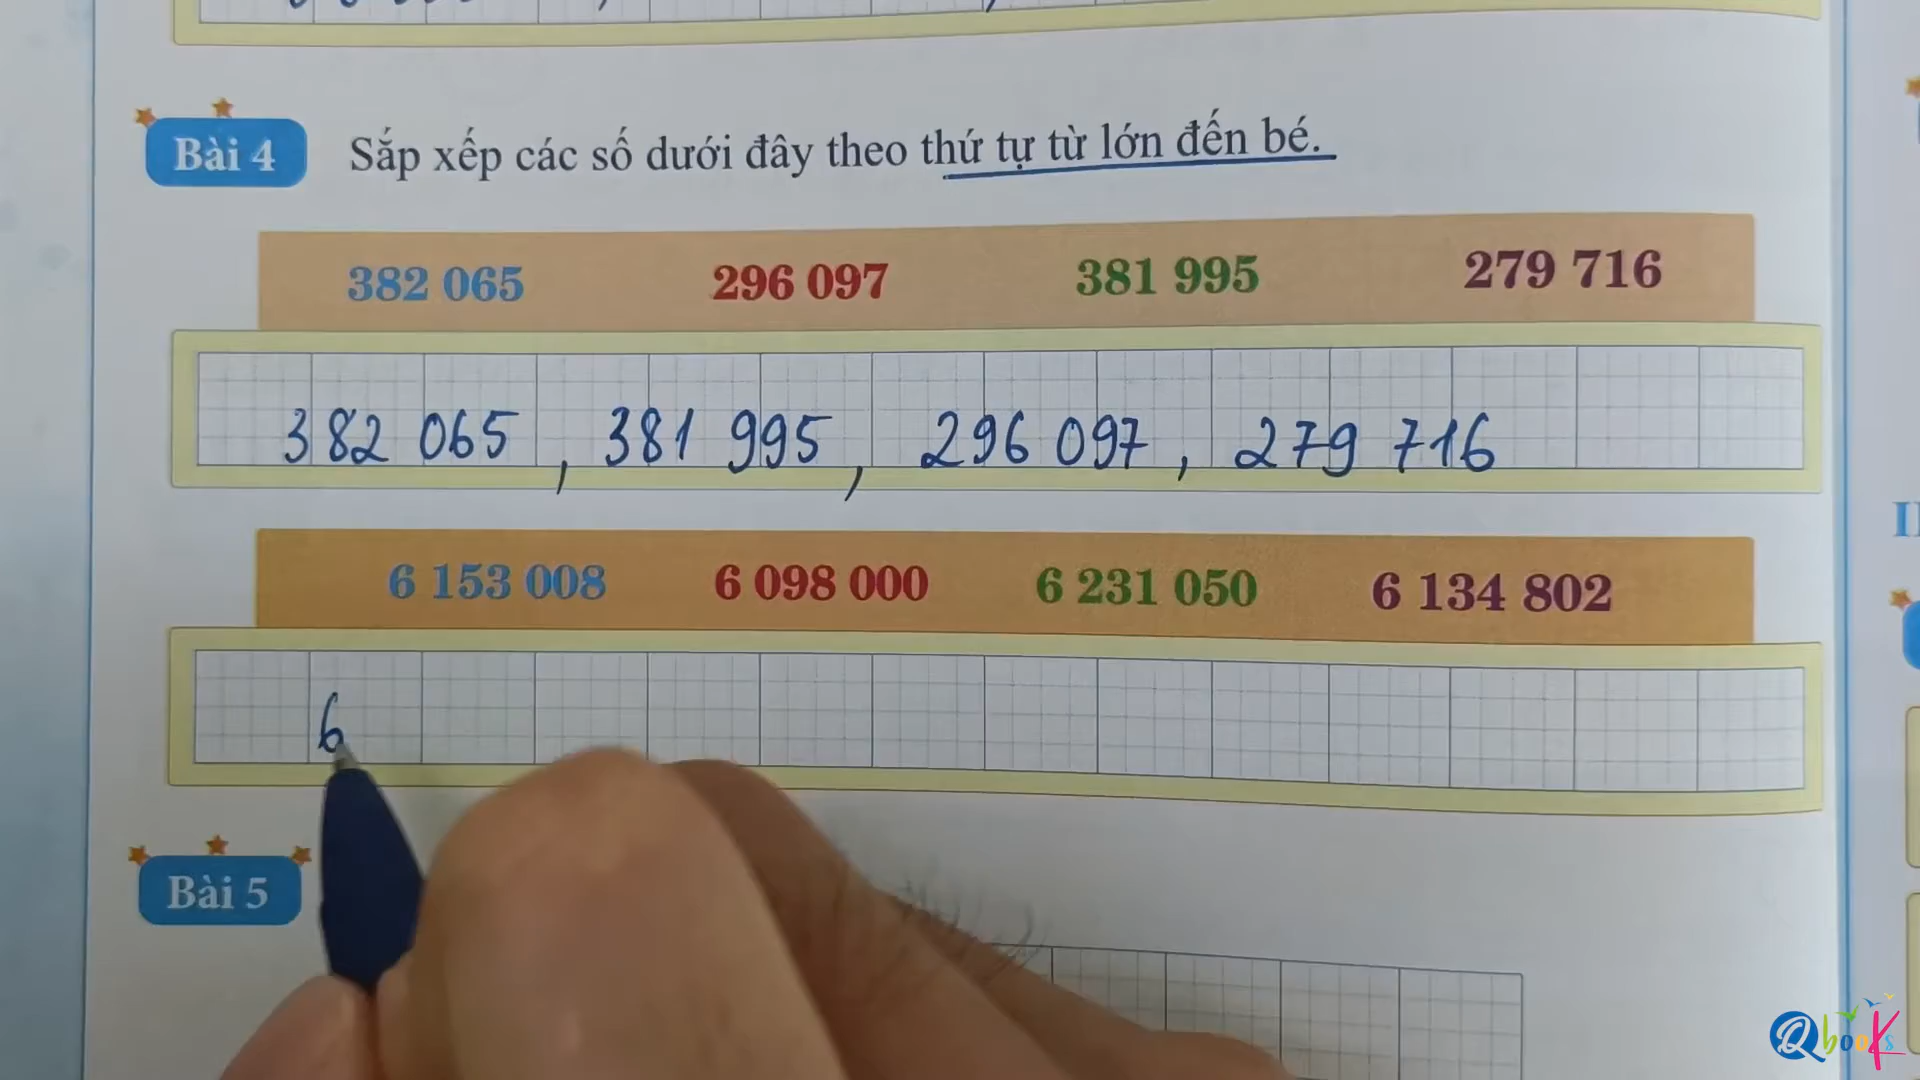 Bài 4 Sắp xếp các số dưới đây theo thứ tự từ lớn đến bé.
382 065 296 097 381 995 279 716
382 065 , 381 995 , 296 097 , 279 716
6 153 008 6 098 000 6 231 050 6 134 802
6
Bài 5
Qbooks